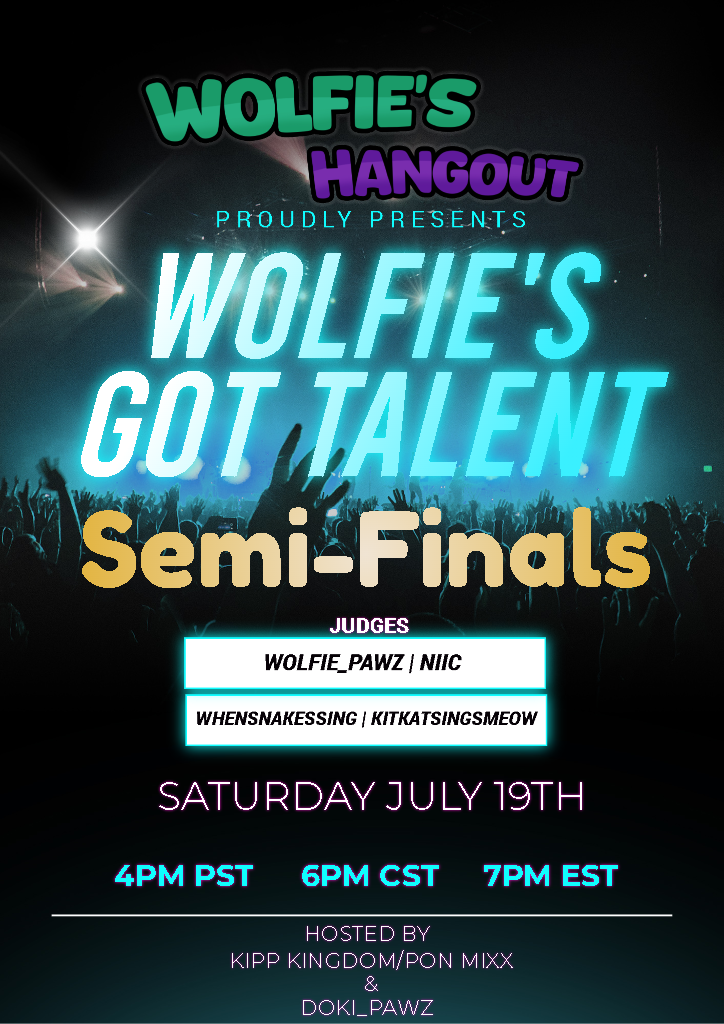 WOLFIE'S
HANGOUT
PROUDLY PRESENTS
WOLFIE'S
GOT TALENT
Semi-Finals
JUDGES
WOLFIE_PAWZ | NIIC
WHENSNAKESSING | KITKATSINGSMEOW
SATURDAY JULY 19TH
4PM PST 6PM CST 7PM EST
HOSTED BY
KIPP KINGDOM/PON MIXX
&
DOKI_PAWZ